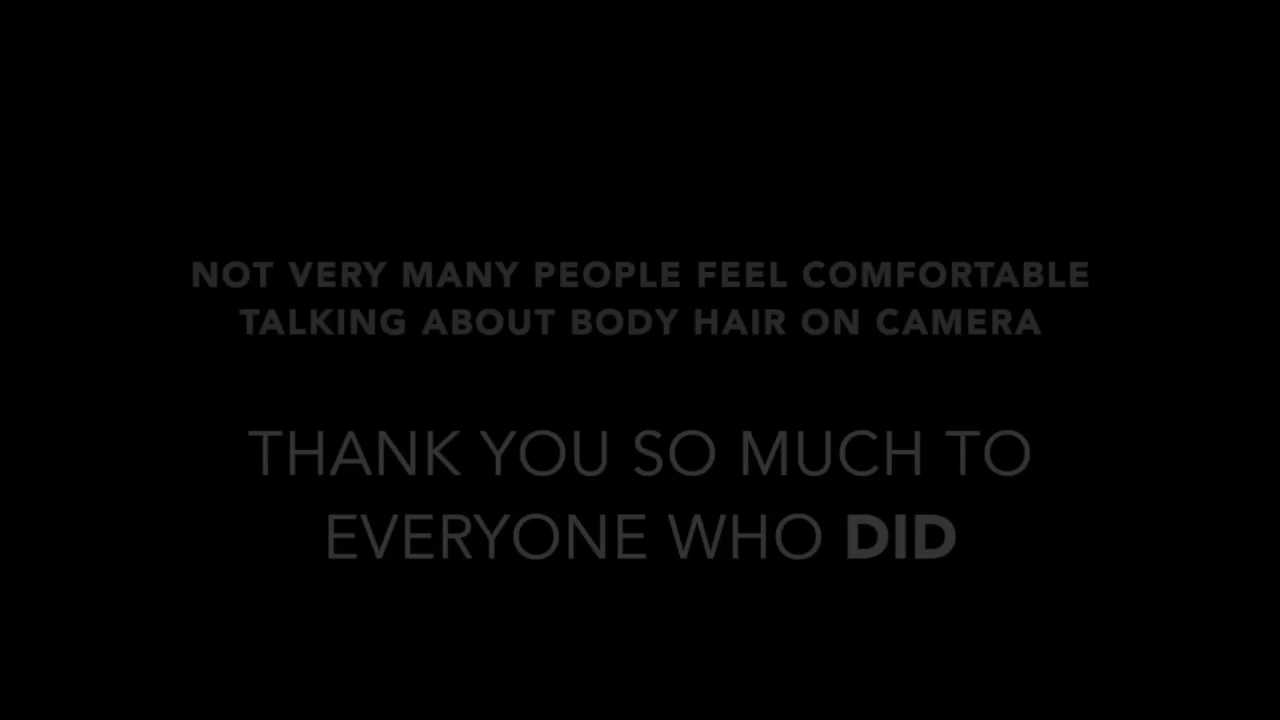 NOT VERY MANY PEOPLE FEEL COMFORTABLE
TALKING ABOUT BODY HAIR ON CAMERA
THANK YOU SO MUCH TO
EVERYONE WHO DID